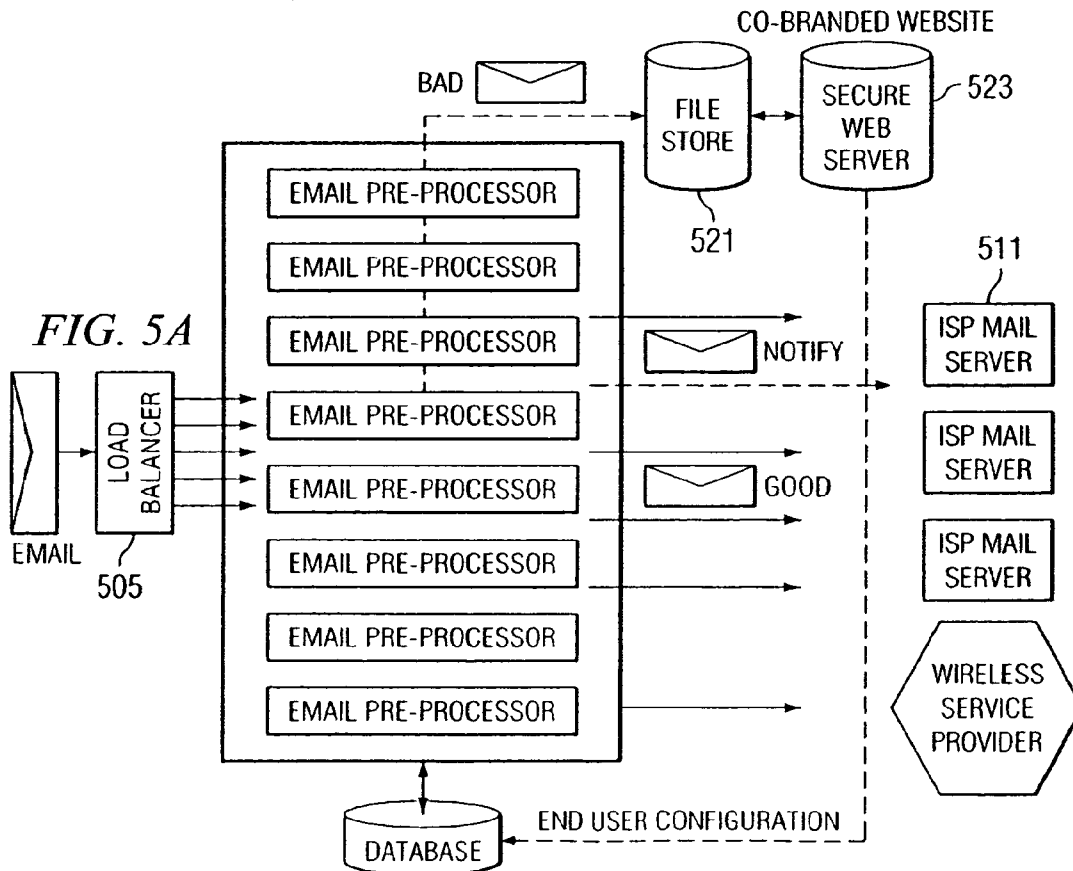 CO-BRANDED WEBSITE
BAD
FILE
STORE
SECURE
WEB
SERVER
523
521
EMAIL PRE-PROCESSOR
EMAIL PRE-PROCESSOR
EMAIL PRE-PROCESSOR
EMAIL PRE-PROCESSOR
EMAIL PRE-PROCESSOR
EMAIL PRE-PROCESSOR
EMAIL PRE-PROCESSOR
EMAIL PRE-PROCESSOR
FIG. 5A
LOAD
BALANCER
EMAIL
505
NOTIFY
GOOD
511
ISP MAIL
SERVER
ISP MAIL
SERVER
ISP MAIL
SERVER
WIRELESS
SERVICE
PROVIDER
END USER CONFIGURATION
DATABASE